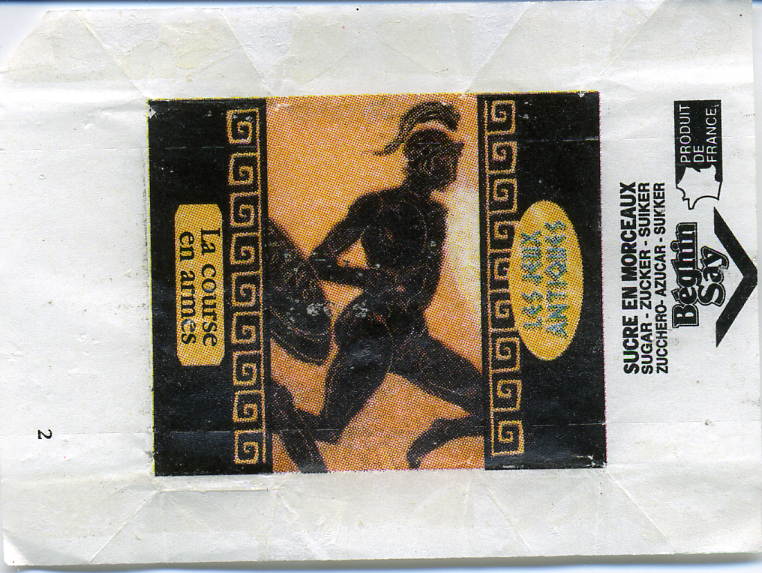 LES JEUX
ANTIQUES
La course
en armes
2
PRODUIT
DE
FRANCE
Béghin
Say
SUCRE EN MORCEAUX
SUGAR - ZUCKER - SUIKER
ZUCCHERO - AZUCAR - SUKKER